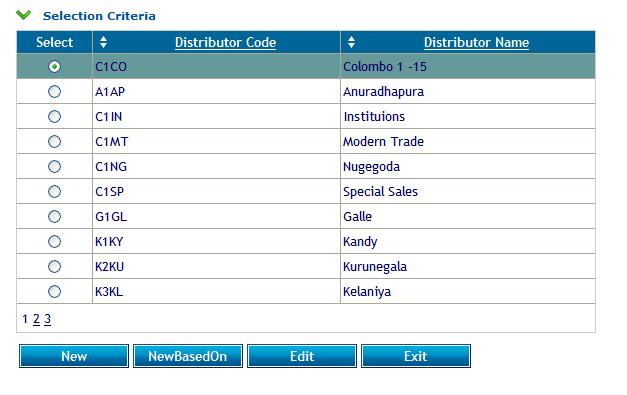 Selection Criteria
Select Distributor Code Distributor Name
C1CO Colombo 1 -15
A1AP Anuradhapura
C1IN Instituions
C1MT Modern Trade
C1NG Nugegoda
C1SP Special Sales
G1GL Galle
K1KY Kandy
K2KU Kurunegala
K3KL Kelaniya
1 2 3
New NewBasedOn Edit Exit